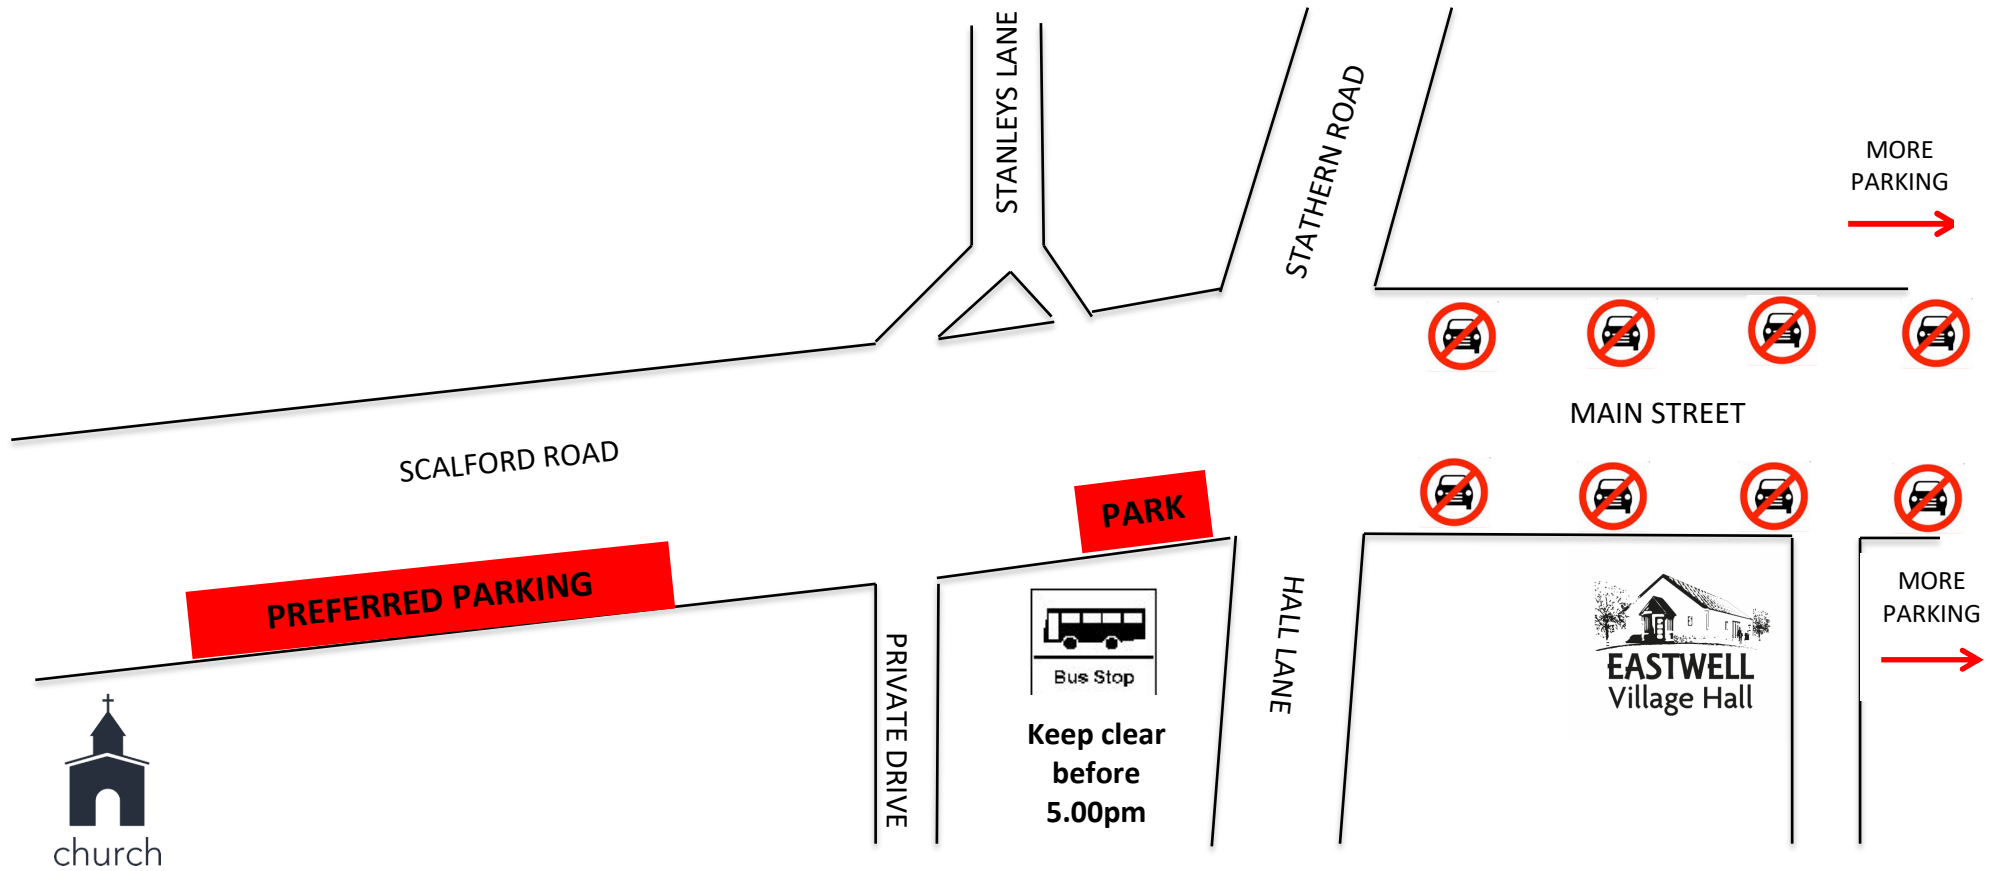 STANLEYS LANE
STATHERN ROAD
MORE
PARKING
MAIN STREET
SCALFORD ROAD
PARK
PREFERRED PARKING
PRIVATE DRIVE
Bus Stop
Keep clear
before
5.00pm
HALL LANE
EASTWELL
Village Hall
MORE
PARKING
church